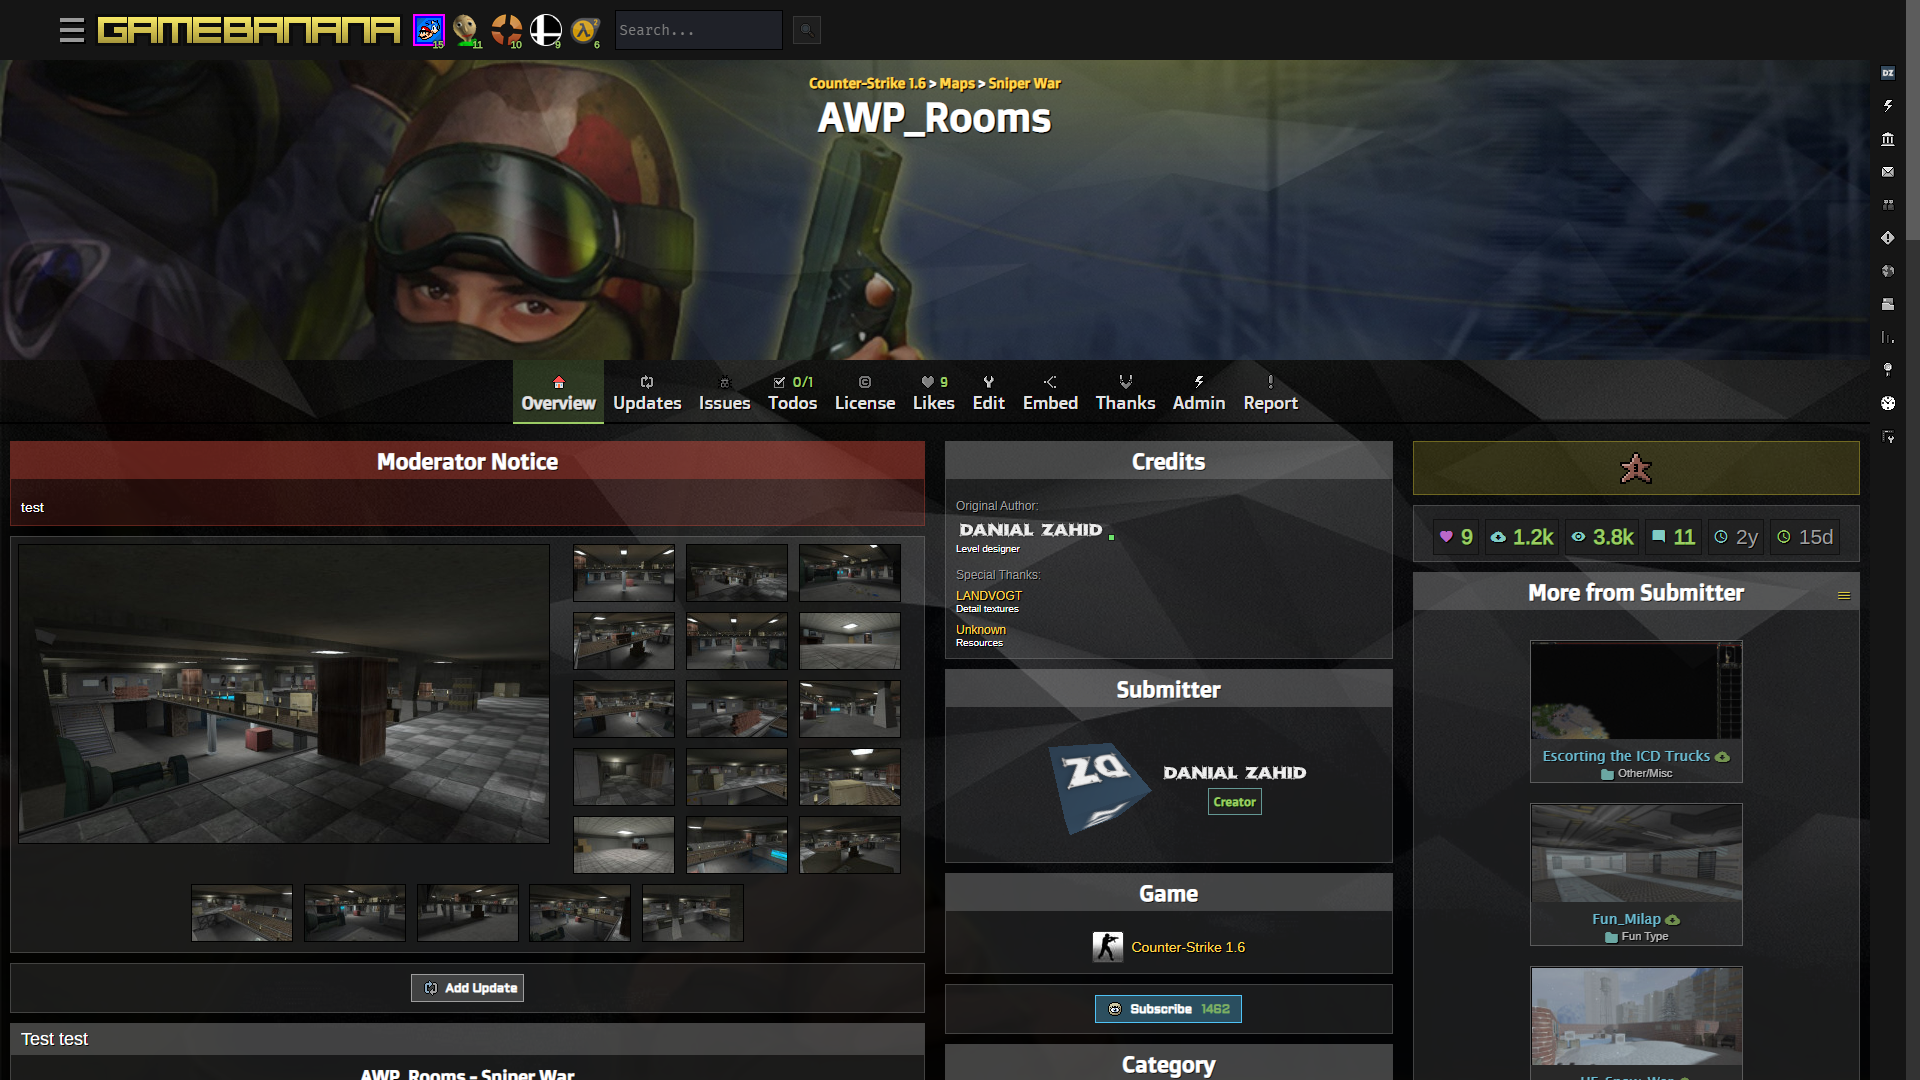 GAMEBANANA
15
11
10
9
6
Search...
Counter-Strike 1.6 > Maps > Sniper War
AWP_Rooms
DZ
Overview
Updates
Issues
0/1
Todos
License
9
Likes
Edit
Embed
Thanks
Admin
Report
Moderator Notice
test
Add Update
Test test
AWP_Rooms - Sniper War
Credits
Original Author:
DANIAL ZAHID
Level designer
Special Thanks:
LANDVOGT
Detail textures
Unknown
Resources
Submitter
DZ
DANIAL ZAHID
Creator
Game
Counter-Strike 1.6
Subscribe 1462
Category
9 1.2k 3.8k 11 2y 15d
More from Submitter
Escorting the ICD Trucks
Other/Misc
Fun_Milap
Fun Type